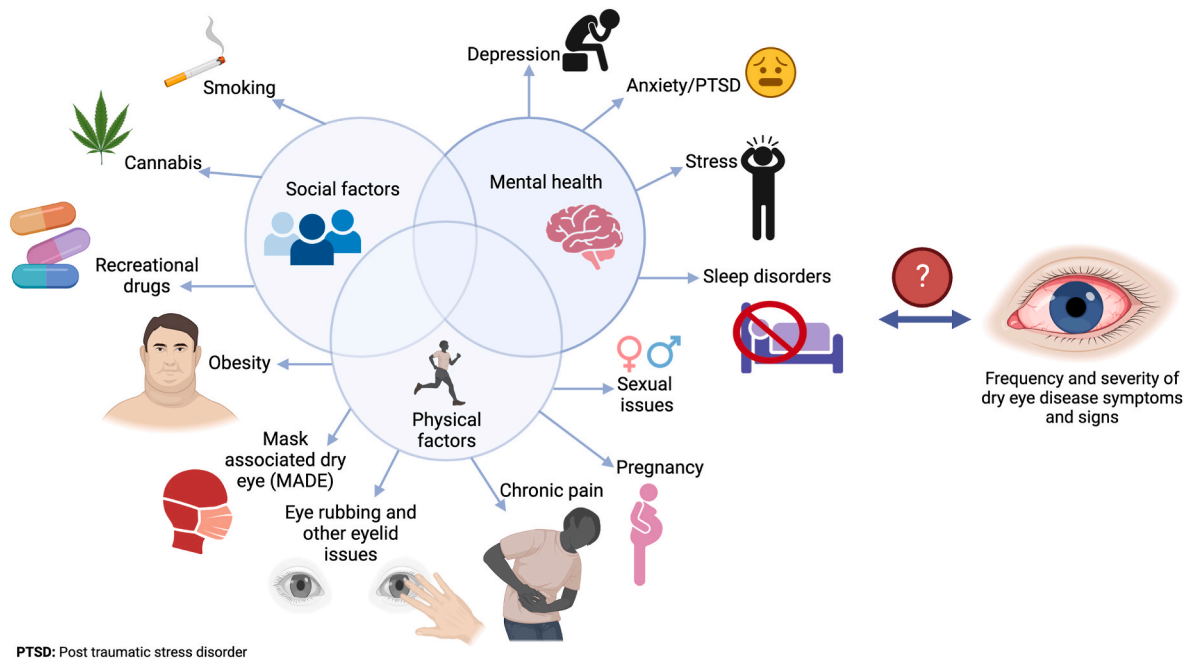 Depression
Anxiety/PTSD
Smoking
Cannabis
Stress
Social factors
Mental health
Recreational
drugs
Sleep disorders
?
Obesity
Sexual
issues
Physical
factors
Frequency and severity of
dry eye disease symptoms
and signs
Mask
associated dry
eye (MADE)
Pregnancy
Chronic pain
Eye rubbing and
other eyelid
issues
PTSD: Post traumatic stress disorder